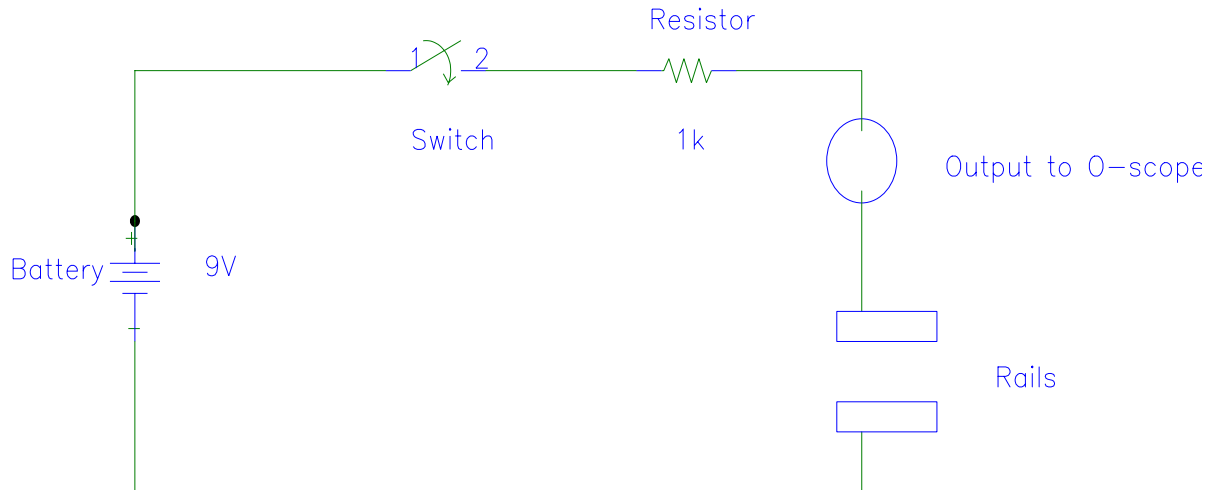 Resistor
1 2
Switch
1k
Output to O-scope
+
Battery
9V
Rails